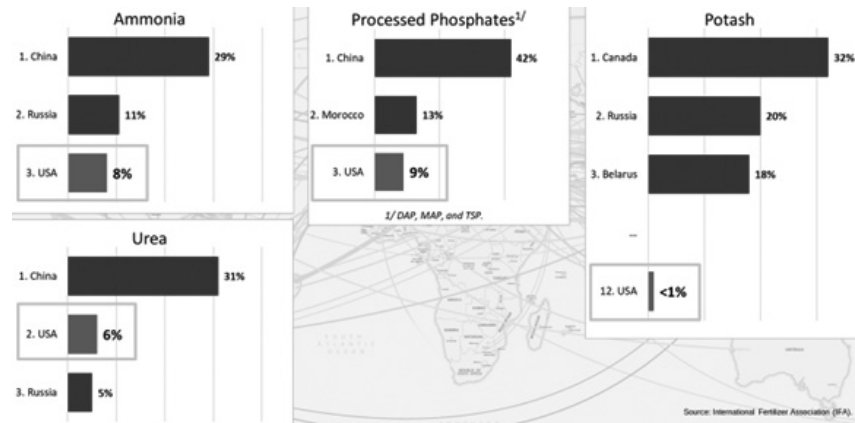 Ammonia
1. China
29%
2. Russia
11%
3. USA
8%
Processed Phosphates1/
1. China
42%
2. Morocco
13%
3. USA
9%
1/ DAP, MAP, and TSP.
Potash
1. Canada
32%
2. Russia
20%
3. Belarus
18%
...
12. USA
<1%
Urea
1. China
31%
2. USA
6%
3. Russia
5%
Source: International Fertilizer Association (IFA).